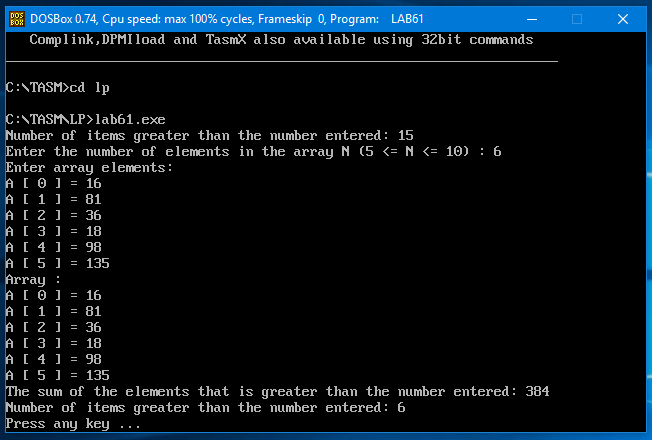 DOSBox 0.74, Cpu speed: max 100% cycles, Frameskip 0, Program: LAB61
Complink,DPMIload and TasmX also available using 32bit commands
C:\TASM>cd lp
C:\TASM\LP>lab61.exe
Number of items greater than the number entered: 15
Enter the number of elements in the array N (5 <= N <= 10) : 6
Enter array elements:
A [ 0 ] = 16
A [ 1 ] = 81
A [ 2 ] = 36
A [ 3 ] = 18
A [ 4 ] = 98
A [ 5 ] = 135
Array :
A [ 0 ] = 16
A [ 1 ] = 81
A [ 2 ] = 36
A [ 3 ] = 18
A [ 4 ] = 98
A [ 5 ] = 135
The sum of the elements that is greater than the number entered: 384
Number of items greater than the number entered: 6
Press any key ...